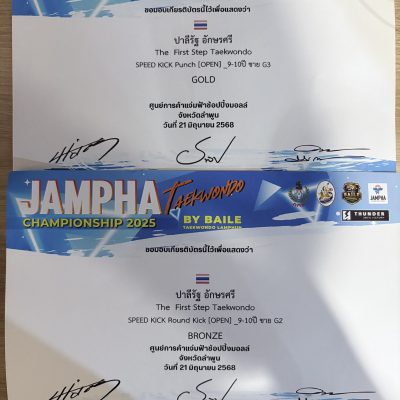 ขอมอบเกียรติบัตรนี้ไว้เพื่อแสดงว่า
ปาลีรัฐ อักษรศรี
The First Step Taekwondo
SPEED KICK Punch [OPEN] _9-10ปี ชาย G3
GOLD
ศูนย์การค้าแจ่มฟ้าช้อปปิ้งมอลล์
จังหวัดลำพูน
วันที่ 21 มิถุนายน 2568
JAMPHA TAEKWONDO
CHAMPIONSHIP 2025
BY BAILE
TAEKWONDO LAMPHUN
JAMPHA
THUNDER
ขอมอบเกียรติบัตรนี้ไว้เพื่อแสดงว่า
ปาลีรัฐ อักษรศรี
The First Step Taekwondo
SPEED KICK Round Kick [OPEN] _9-10ปี ชาย G2
BRONZE
ศูนย์การค้าแจ่มฟ้าช้อปปิ้งมอลล์
จังหวัดลำพูน
วันที่ 21 มิถุนายน 2568